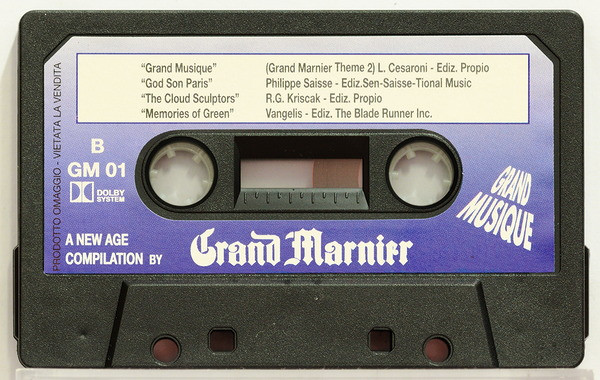 "Grand Musique" (Grand Marnier Theme 2) L. Cesaroni - Ediz. Propio
"God Son Paris" Philippe Saisse - Ediz.Sen-Saisse-Tional Music
"The Cloud Sculptors" R.G. Kriscak - Ediz. Propio
"Memories of Green" Vangelis - Ediz. The Blade Runner Inc.
B
GM 01
DOLBY
SYSTEM
PRODOTTO OMAGGIO - VIETATA LA VENDITA
A NEW AGE
COMPILATION BY Grand Marnier
GRAND
MUSIQUE